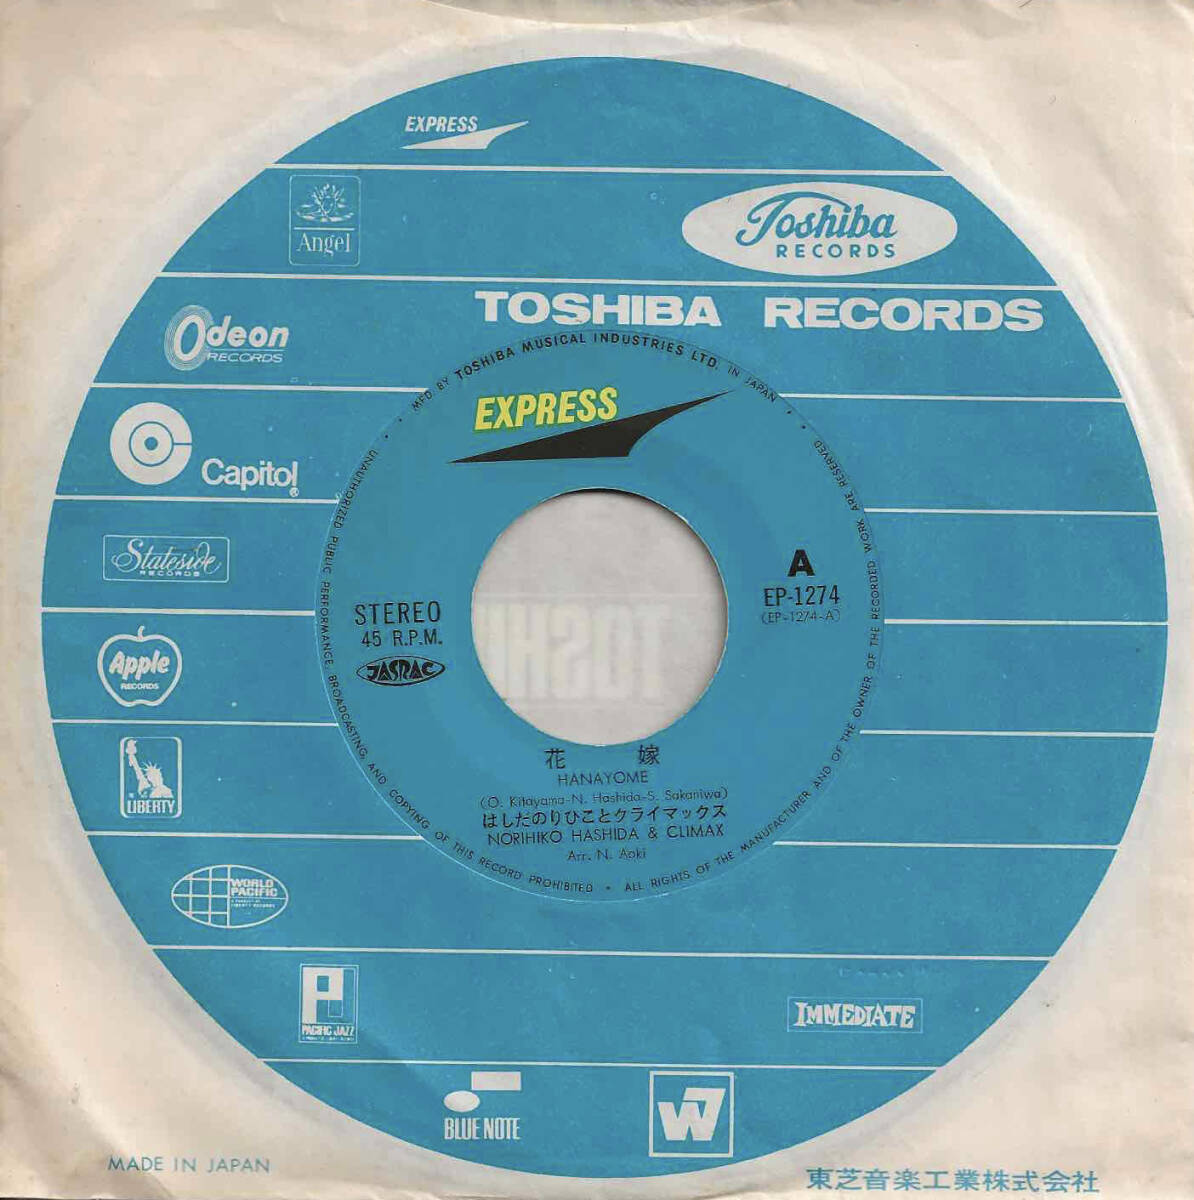 EXPRESS
Angel
Toshiba
RECORDS
TOSHIBA RECORDS
Odeon
RECORDS
Capitol
®
Stateside
RECORDS
Apple
RECORDS
LIBERTY
WORLD
PACIFIC
PJ
PACIFIC JAZZ
IMMEDIATE
BLUE NOTE
W7
MADE IN JAPAN
東芝音楽工業株式会社
• MFD BY TOSHIBA MUSICAL INDUSTRIES LTD. IN JAPAN •
UNAUTHORIZED PUBLIC PERFORMANCE, BROADCASTING, AND COPYING OF THIS RECORD PROHIBITED • ALL RIGHTS OF THE MANUFACTURER AND OF THE OWNER OF THE RECORDED WORK ARE RESERVED
EXPRESS
A
EP-1274
(EP-1274-A)
STEREO
45 R.P.M.
JASRAC
TOSHI
花 嫁
HANAYOME
(O. Kitayama-N. Hashida-S. Sakaniwa)
はしだのりひことクライマックス
NORIHIKO HASHIDA & CLIMAX
Arr. N. Aoki